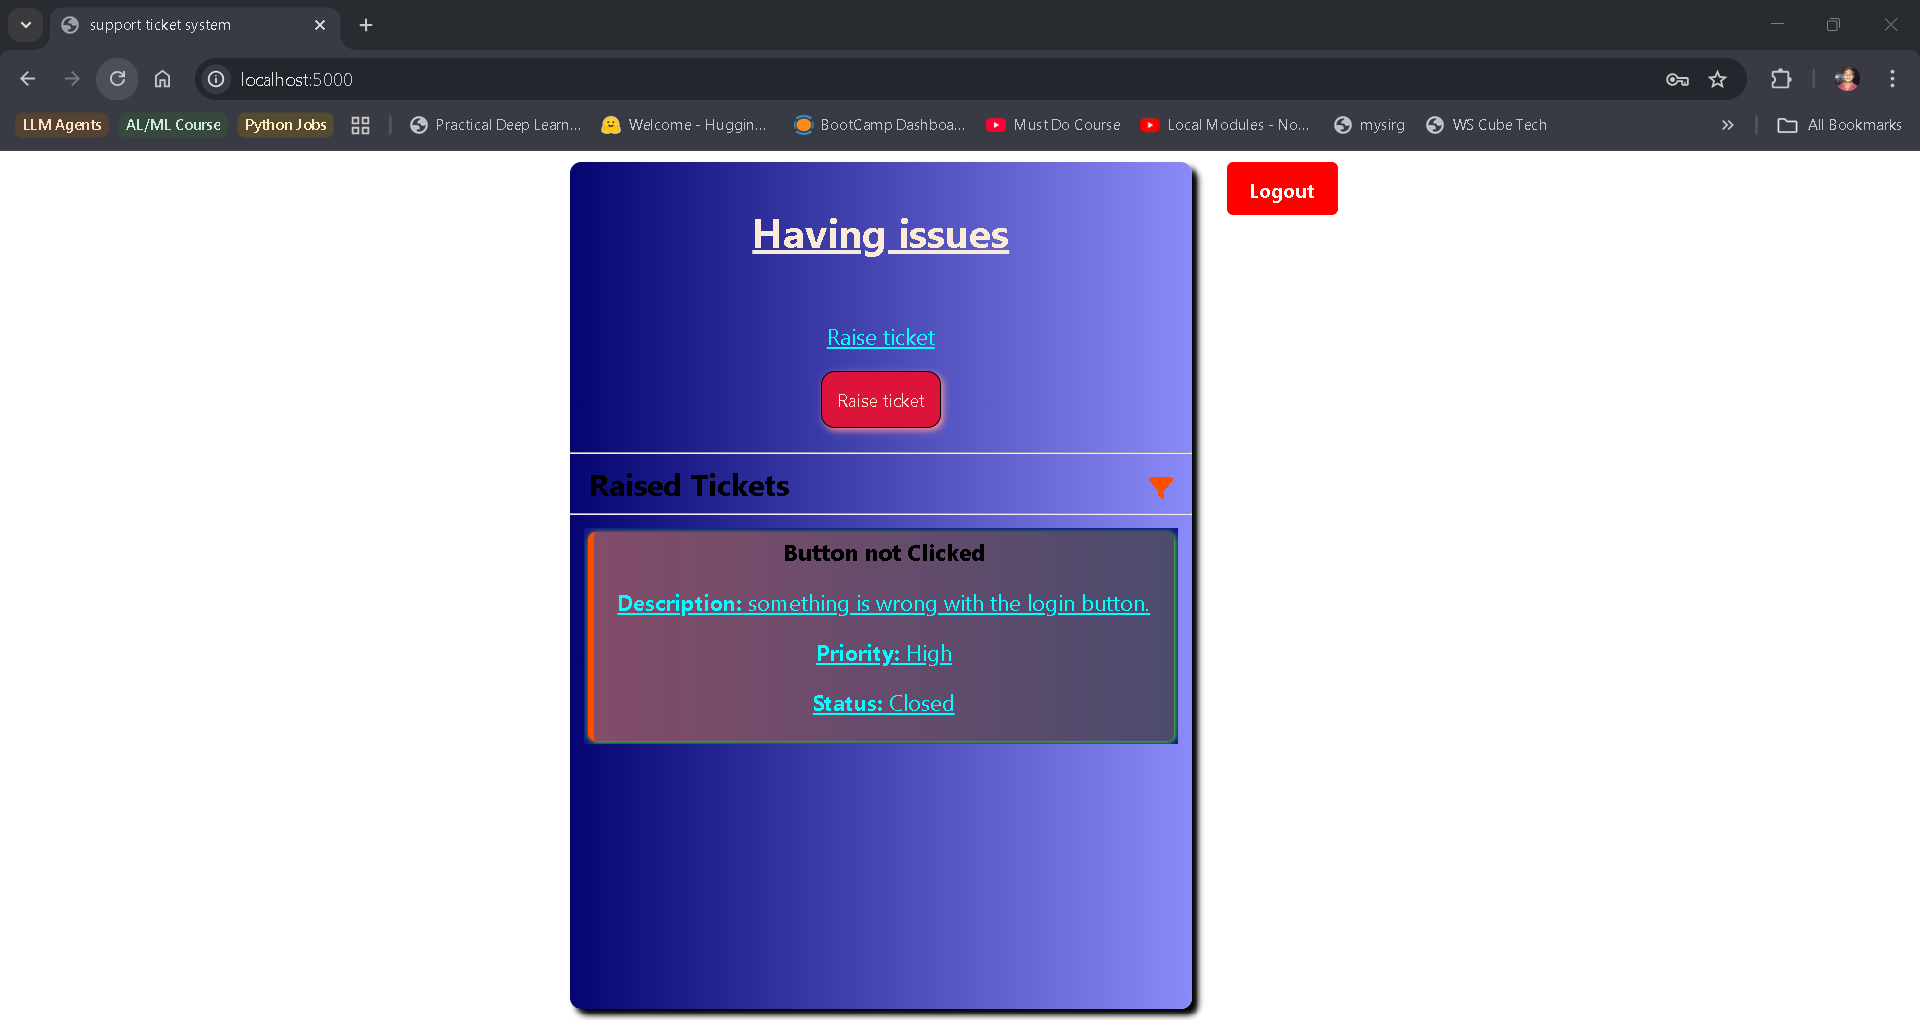 support ticket system
localhost:5000
LLM Agents AL/ML Course Python Jobs Practical Deep Learn... Welcome - Huggin... BootCamp Dashboa... Must Do Course Local Modules - No... mysirg WS Cube Tech All Bookmarks
Having issues
Logout
Raise ticket
Raise ticket
Raised Tickets
Button not Clicked
Description: something is wrong with the login button.
Priority: High
Status: Closed